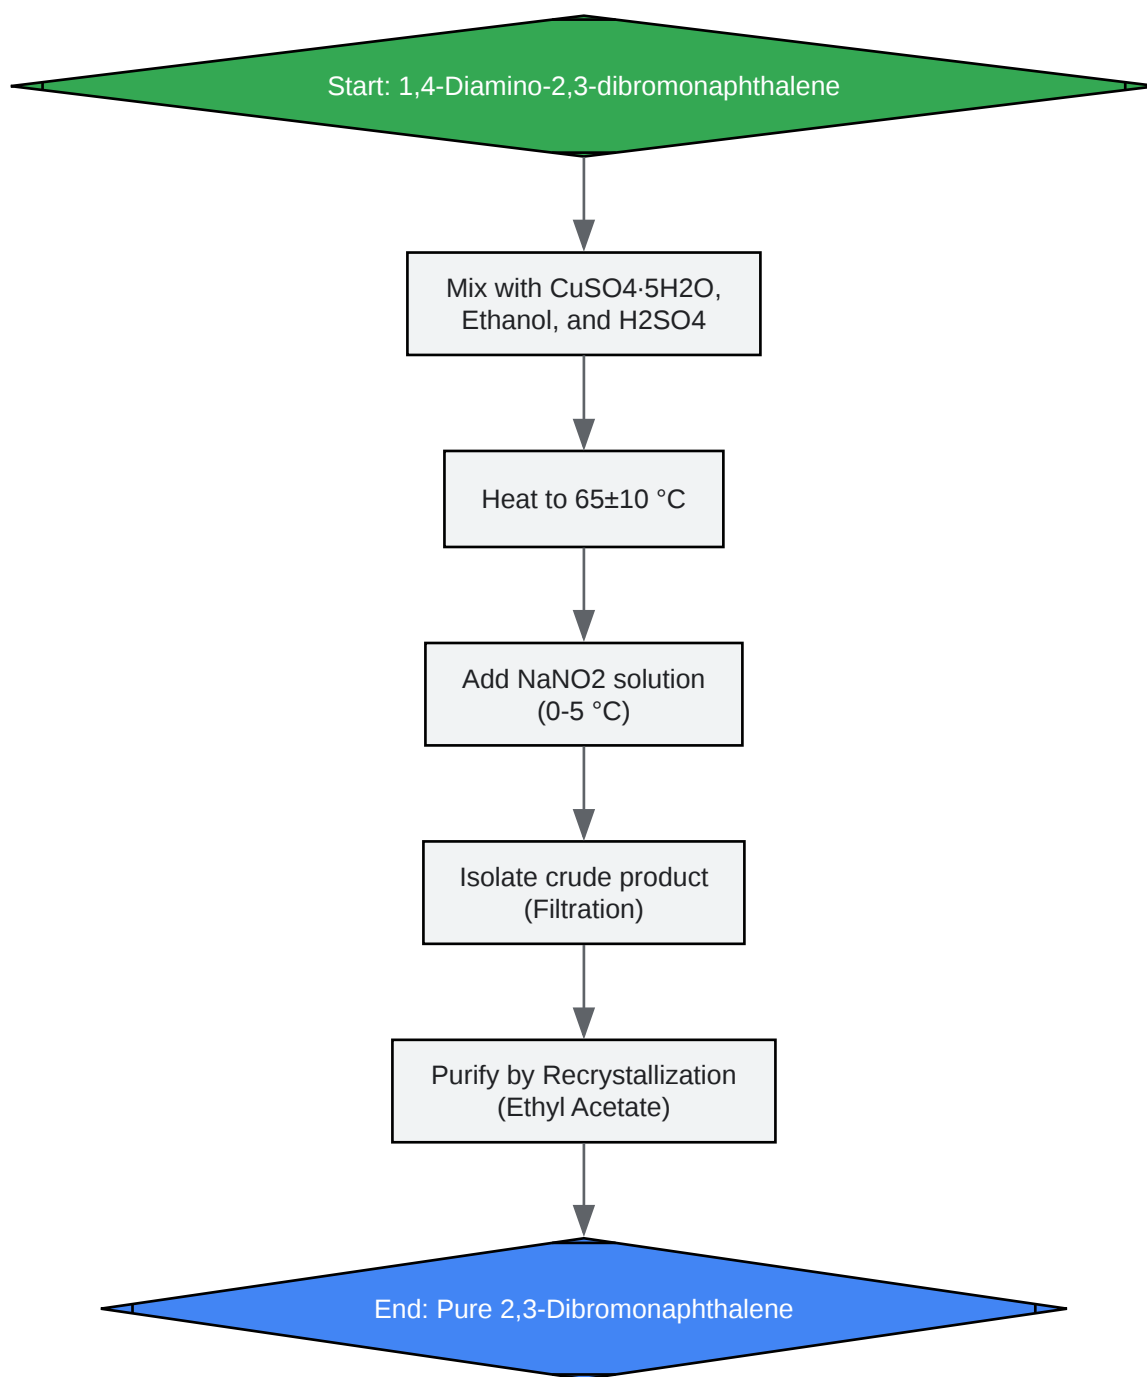 Start: 1,4-Diamino-2,3-dibromonaphthalene
Mix with CuSO4·5H2O,
Ethanol, and H2SO4
Heat to 65±10 °C
Add NaNO2 solution
(0-5 °C)
Isolate crude product
(Filtration)
Purify by Recrystallization
(Ethyl Acetate)
End: Pure 2,3-Dibromonaphthalene